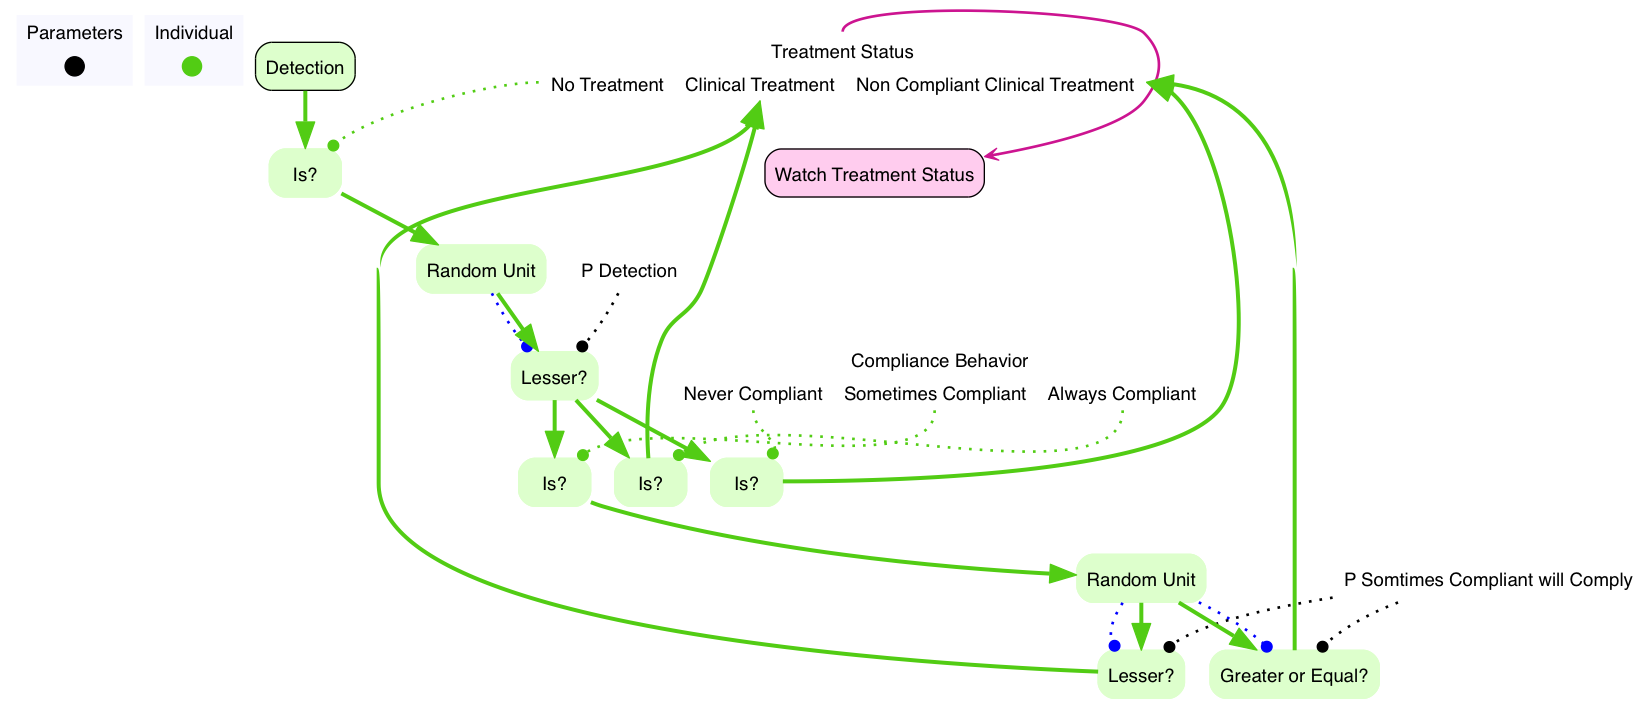 Parameters
Individual
Detection
Treatment Status
No Treatment
Clinical Treatment
Non Compliant Clinical Treatment
Is?
Watch Treatment Status
Random Unit
P Detection
Lesser?
Compliance Behavior
Never Compliant
Sometimes Compliant
Always Compliant
Is?
Is?
Is?
Random Unit
P Somtimes Compliant will Comply
Lesser?
Greater or Equal?